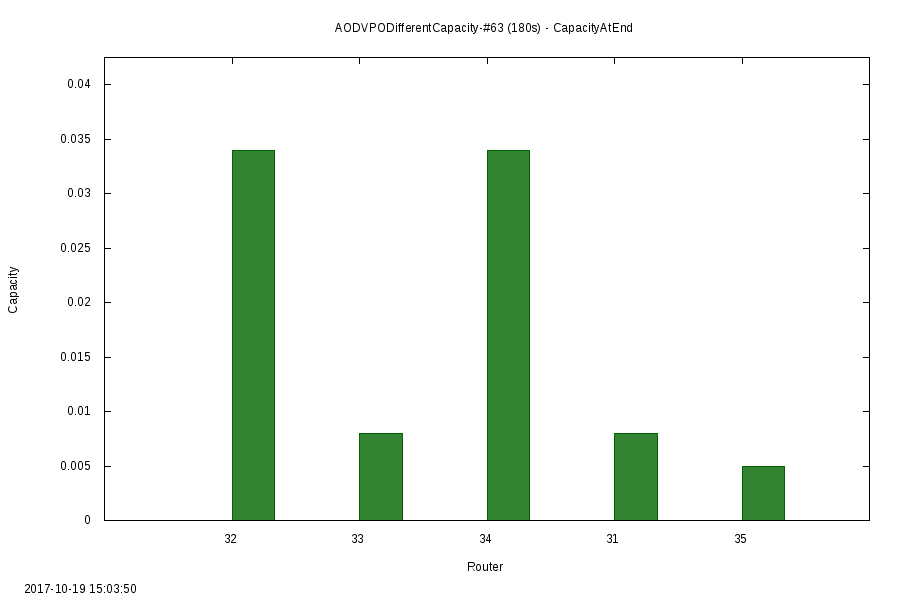 AODVPODifferentCapacity-#63 (180s) - CapacityAtEnd
0.04
0.035
0.03
0.025
0.02
0.015
0.01
0.005
0
Capacity
32 33 34 31 35
Router
2017-10-19 15:03:50